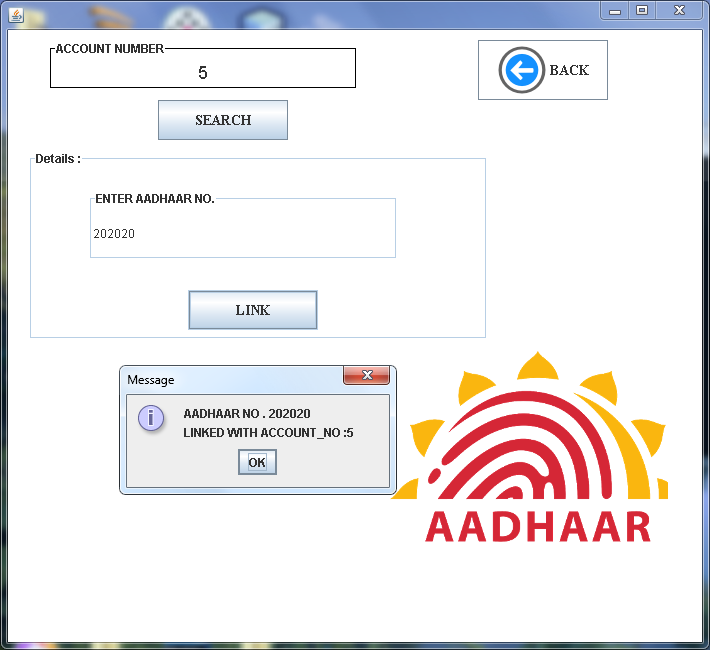 ACCOUNT NUMBER
5
BACK
SEARCH
Details :
ENTER AADHAAR NO.
202020
LINK
Message
AADHAAR NO . 202020
LINKED WITH ACCOUNT_NO :5
OK
AADHAAR